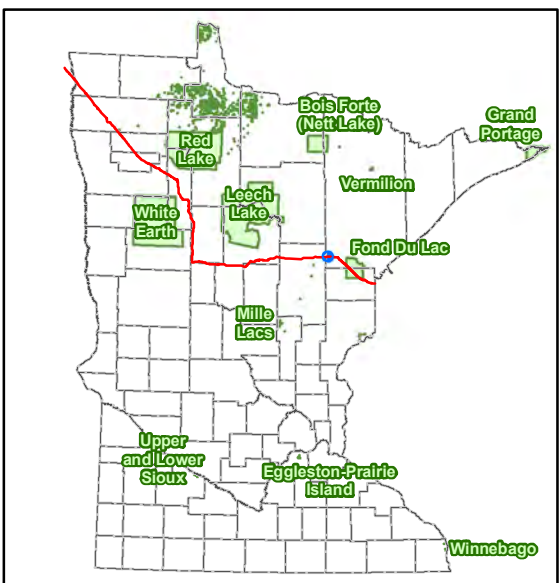 Bois Forte
(Nett Lake)
Grand
Portage
Red
Lake
Vermilion
Leech
Lake
White
Earth
Fond Du Lac
Mille
Lacs
Upper
and Lower
Sioux
Eggleston-Prairie
Island
Winnebago